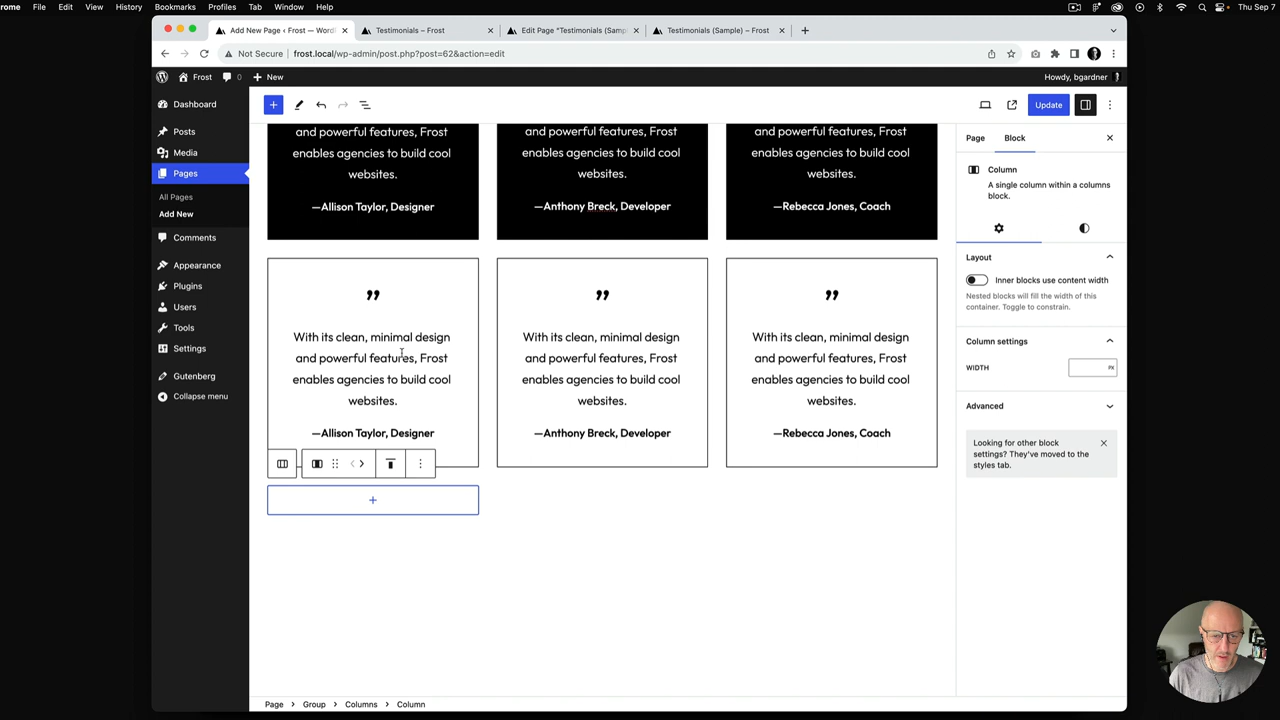 rome File Edit View History Bookmarks Profiles Tab Window Help Thu Sep 7
Add New Page ‹ Frost — Word
Testimonials – Frost
Edit Page "Testimonials (Samp
Testimonials (Sample) – Frost
Not Secure frost.local/wp-admin/post.php?post=62&action=edit
Frost 0 New Howdy, bgardner
Dashboard
Posts
Media
Pages
All Pages
Add New
Comments
Appearance
Plugins
Users
Tools
Settings
Gutenberg
Collapse menu
Update
and powerful features, Frost
enables agencies to build cool
websites.
—Allison Taylor, Designer
and powerful features, Frost
enables agencies to build cool
websites.
—Anthony Breck, Developer
and powerful features, Frost
enables agencies to build cool
websites.
—Rebecca Jones, Coach
”
With its clean, minimal design
and powerful features, Frost
enables agencies to build cool
websites.
—Allison Taylor, Designer
”
With its clean, minimal design
and powerful features, Frost
enables agencies to build cool
websites.
—Anthony Breck, Developer
”
With its clean, minimal design
and powerful features, Frost
enables agencies to build cool
websites.
—Rebecca Jones, Coach
Page Block
Column
A single column within a columns
block.
Layout
Inner blocks use content width
Nested blocks will fill the width of this
container. Toggle to constrain.
Column settings
WIDTH PX
Advanced
Looking for other block
settings? They've moved to the
styles tab.
Page › Group › Columns › Column